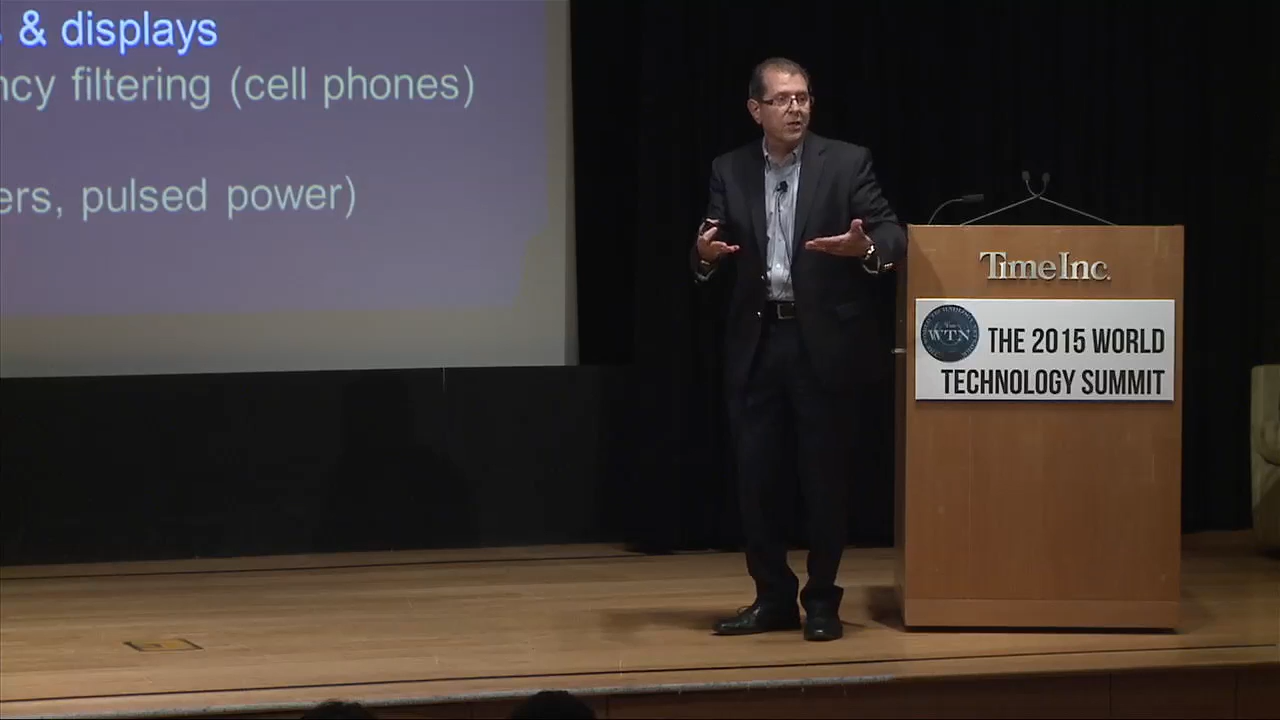 & displays
ncy filtering (cell phones)
ers, pulsed power)
TimeInc.
WTN
THE 2015 WORLD
TECHNOLOGY SUMMIT